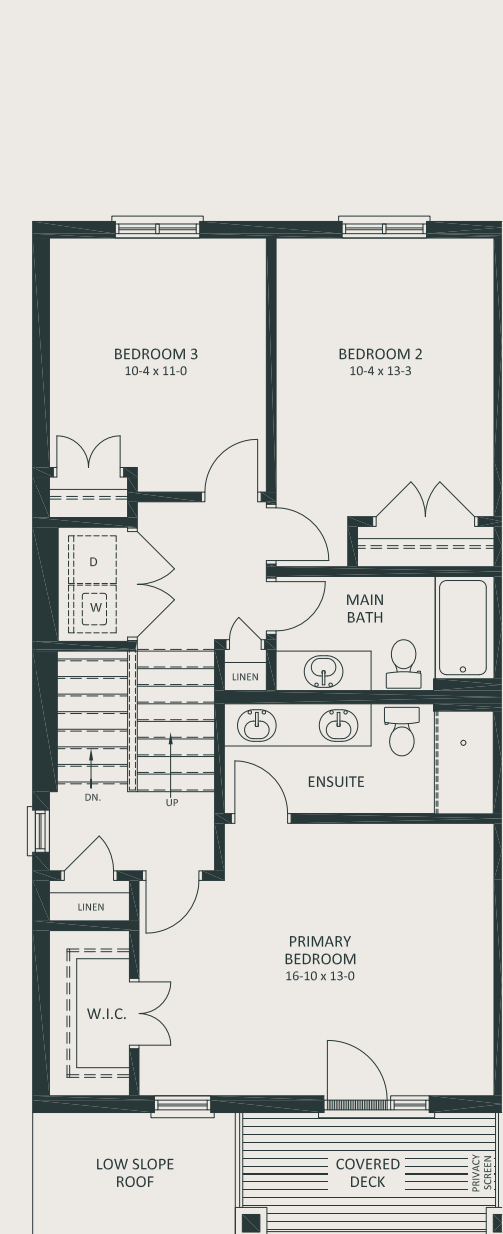 BEDROOM 3
10-4 x 11-0
BEDROOM 2
10-4 x 13-3
D
W
MAIN
BATH
LINEN
DN.
UP
ENSUITE
LINEN
PRIMARY
BEDROOM
16-10 x 13-0
W.I.C.
LOW SLOPE
ROOF
COVERED
DECK
PRIVACY
SCREEN